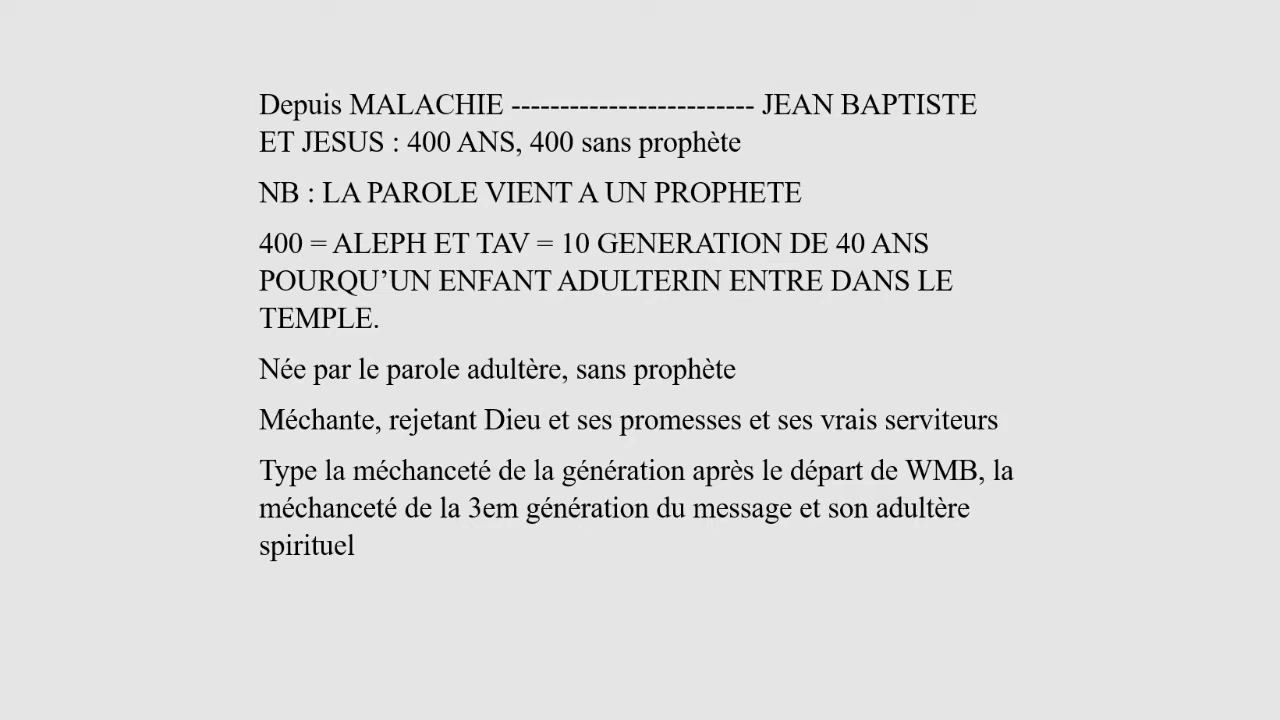 Depuis MALACHIE ------------------------- JEAN BAPTISTE
ET JESUS : 400 ANS, 400 sans prophète
NB : LA PAROLE VIENT A UN PROPHETE
400 = ALEPH ET TAV = 10 GENERATION DE 40 ANS
POURQU’UN ENFANT ADULTERIN ENTRE DANS LE
TEMPLE.
Née par le parole adultère, sans prophète
Méchante, rejetant Dieu et ses promesses et ses vrais serviteurs
Type la méchanceté de la génération après le départ de WMB, la
méchanceté de la 3em génération du message et son adultère
spirituel